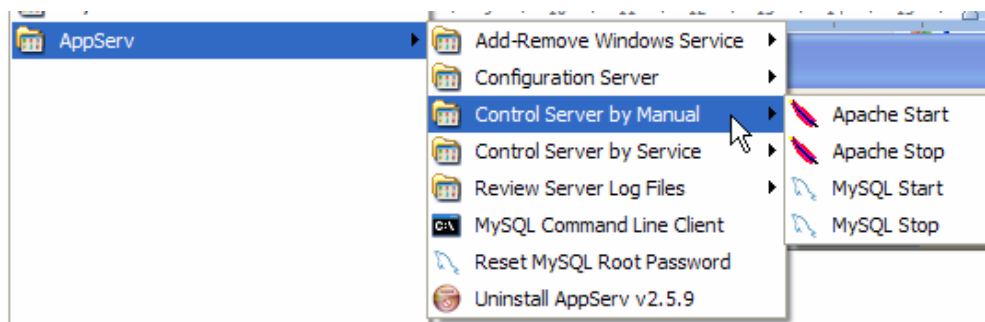 AppServ
Add-Remove Windows Service
Configuration Server
Control Server by Manual
Control Server by Service
Review Server Log Files
MySQL Command Line Client
Reset MySQL Root Password
Uninstall AppServ v2.5.9
Apache Start
Apache Stop
MySQL Start
MySQL Stop